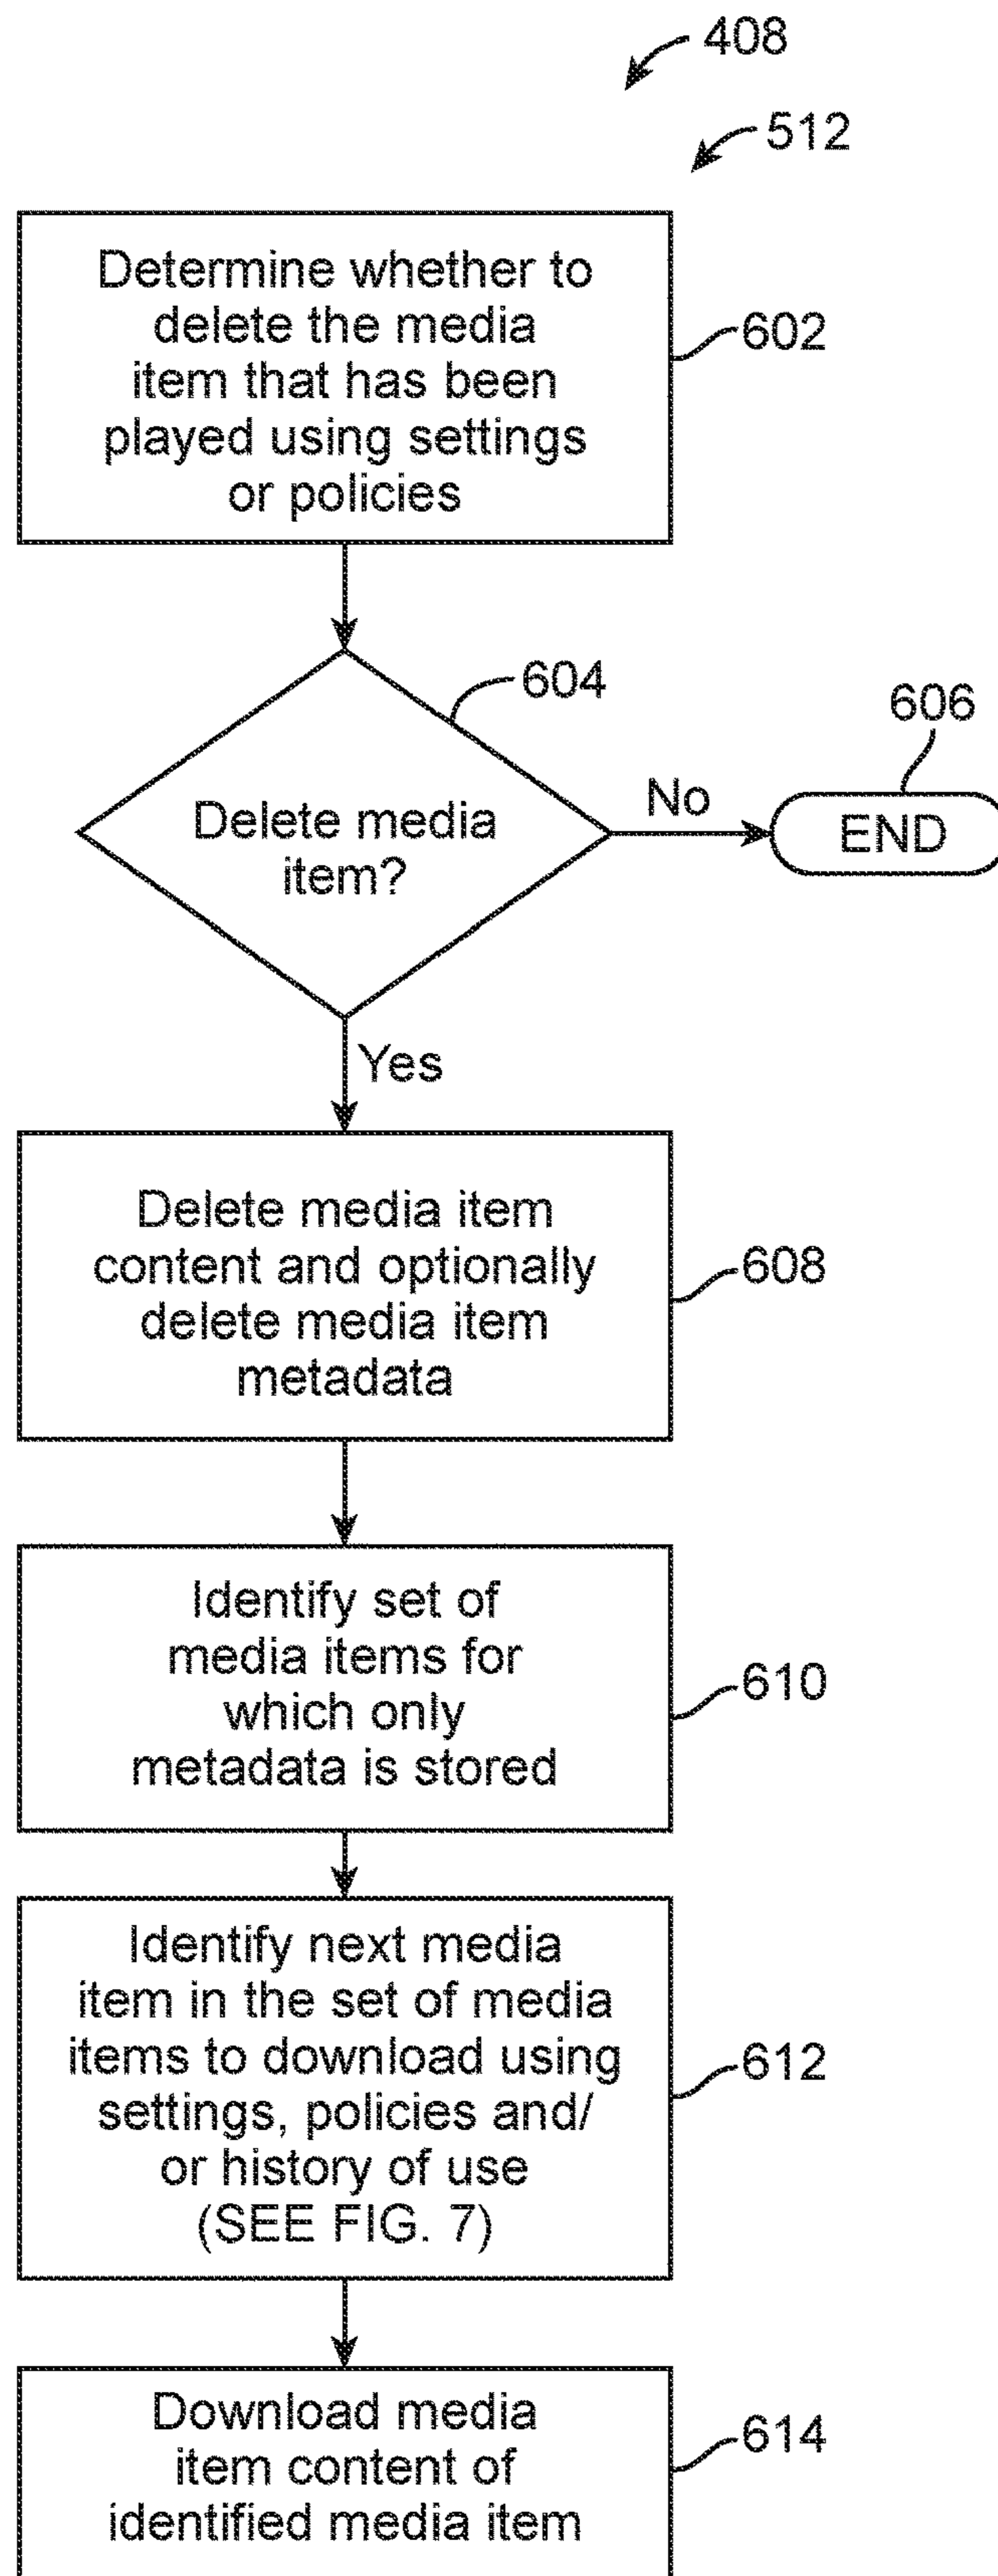 408
512
Determine whether to
delete the media
item that has been
played using settings
or policies
602
604
Delete media
item?
No
606
END
Yes
Delete media item
content and optionally
delete media item
metadata
608
Identify set of
media items for
which only
metadata is stored
610
Identify next media
item in the set of media
items to download using
settings, policies and/
or history of use
(SEE FIG. 7)
612
Download media
item content of
identified media item
614